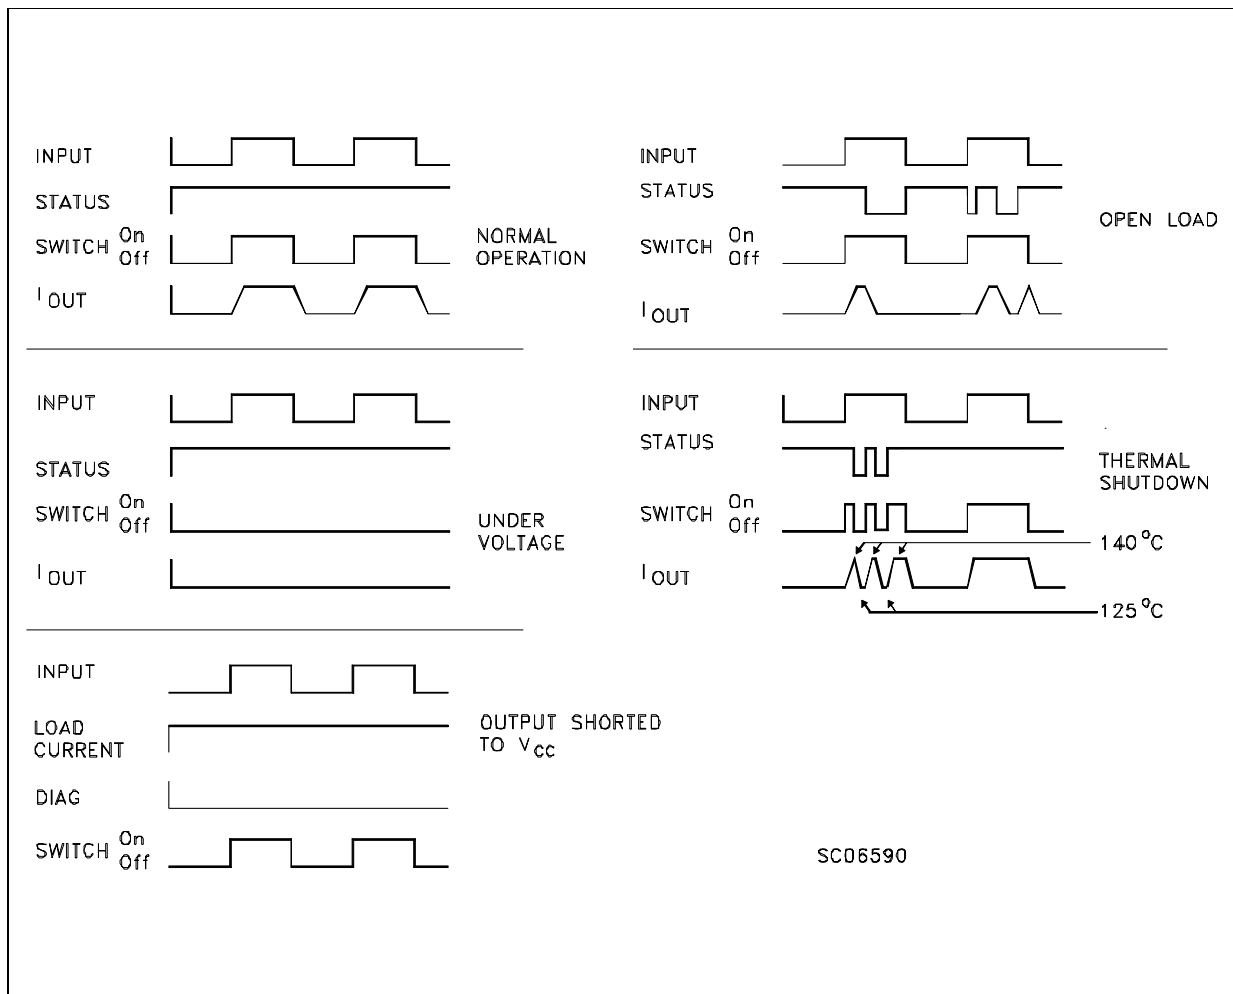 INPUT
STATUS
SWITCH On
Off
I OUT
NORMAL
OPERATION
INPUT
STATUS
SWITCH On
Off
I OUT
OPEN LOAD
INPUT
STATUS
SWITCH On
Off
I OUT
UNDER
VOLTAGE
INPUT
STATUS
SWITCH On
Off
I OUT
THERMAL
SHUTDOWN
140 °C
125 °C
INPUT
LOAD
CURRENT
DIAG
SWITCH On
Off
OUTPUT SHORTED
TO VCC
SC06590